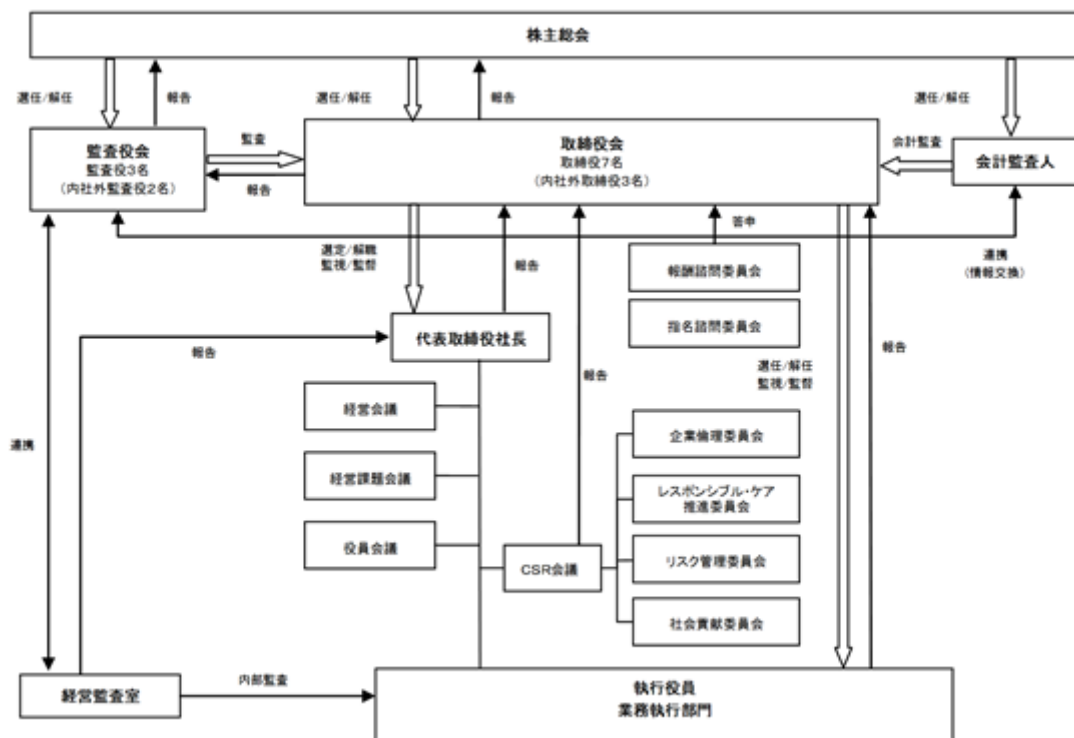 株主総会
選任/解任
報告
選任/解任
報告
選任/解任
監査役会
監査役3名
(内社外監査役2名)
監査
報告
取締役会
取締役7名
(内社外取締役3名)
会計監査
会計監査人
選定/解職
監視/監督
報告
答申
報酬諮問委員会
指名諮問委員会
連携
(情報交換)
代表取締役社長
報告
報告
選任/解任
監視/監督
報告
経営会議
経営課題会議
役員会議
連携
CSR会議
企業倫理委員会
レスポンシブル・ケア
推進委員会
リスク管理委員会
社会貢献委員会
経営監査室
内部監査
執行役員
業務執行部門